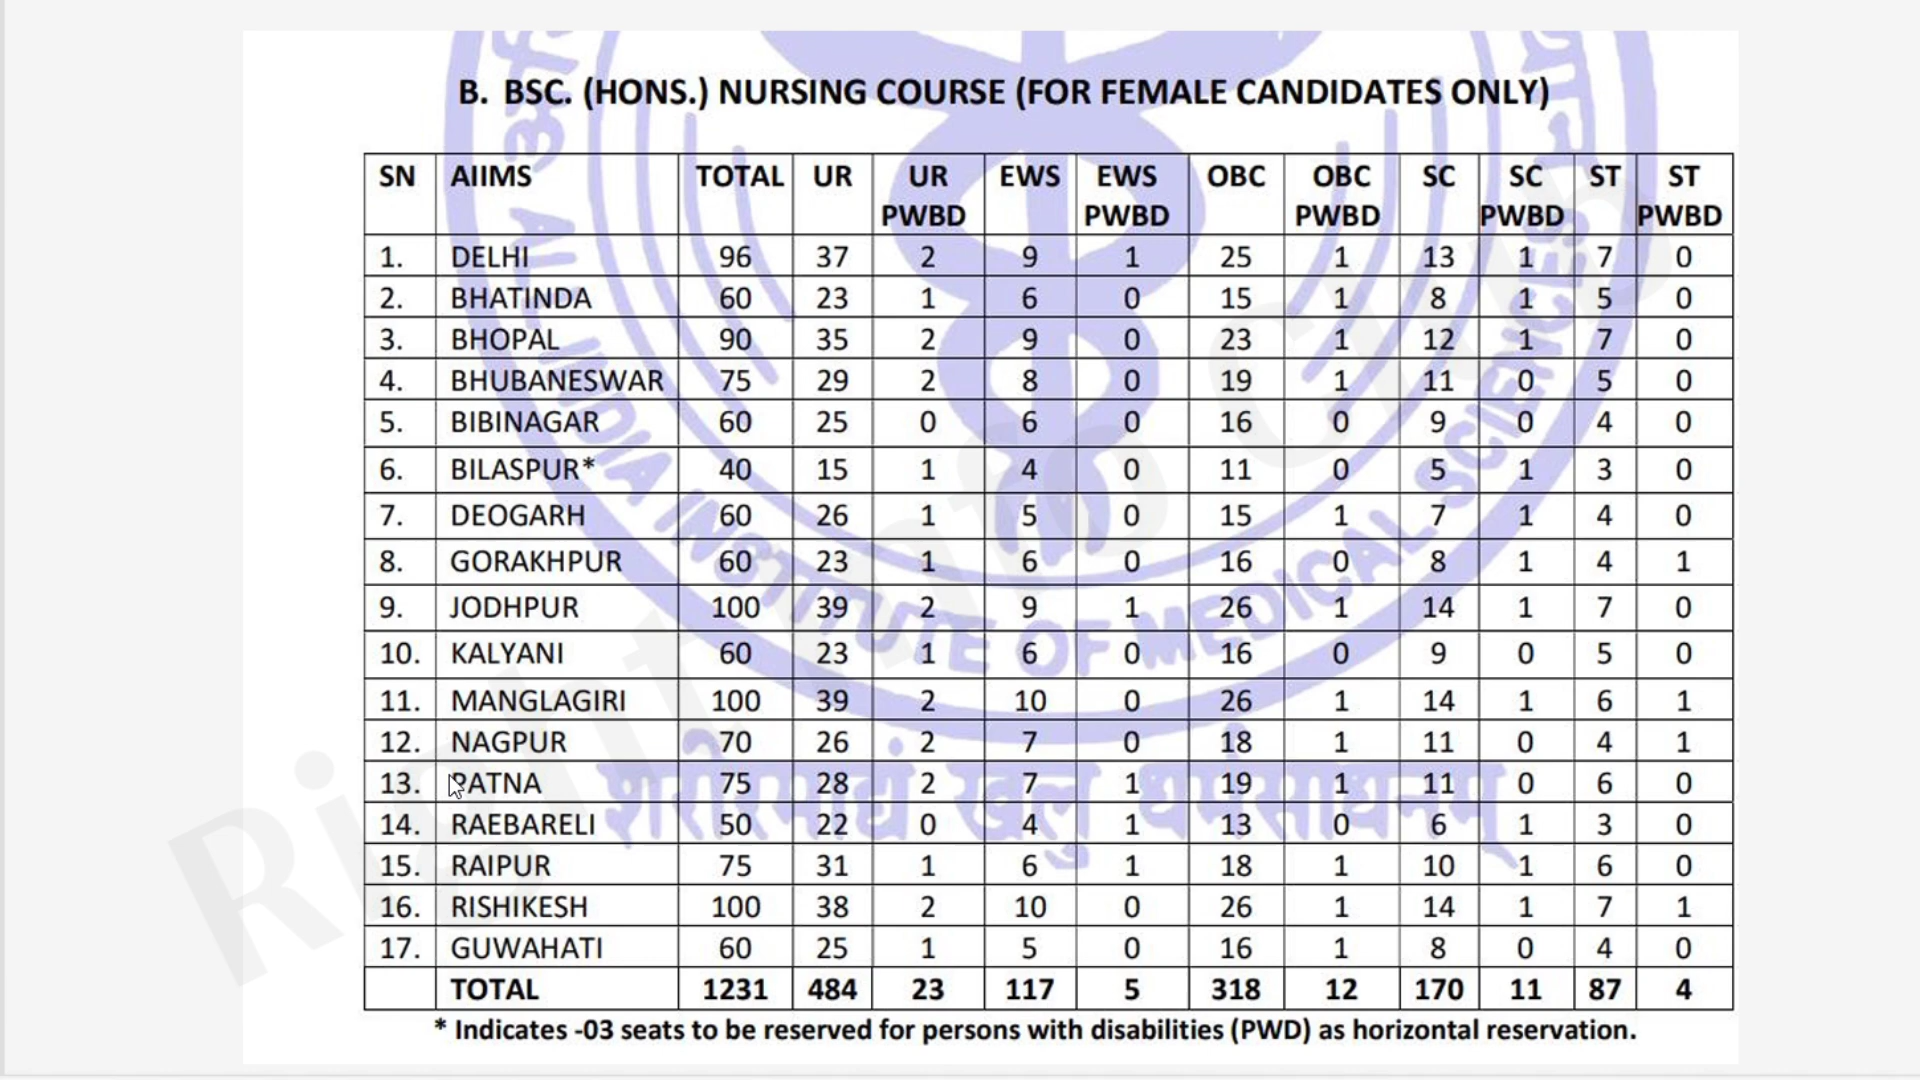 B. BSC. (HONS.) NURSING COURSE (FOR FEMALE CANDIDATES ONLY)
SN AIIMS TOTAL UR UR PWBD EWS EWS PWBD OBC OBC PWBD SC SC PWBD ST ST PWBD
1. DELHI 96 37 2 9 1 25 1 13 1 7 0
2. BHATINDA 60 23 1 6 0 15 1 8 1 5 0
3. BHOPAL 90 35 2 9 0 23 1 12 1 7 0
4. BHUBANESWAR 75 29 2 8 0 19 1 11 0 5 0
5. BIBINAGAR 60 25 0 6 0 16 0 9 0 4 0
6. BILASPUR* 40 15 1 4 0 11 0 5 1 3 0
7. DEOGARH 60 26 1 5 0 15 1 7 1 4 0
8. GORAKHPUR 60 23 1 6 0 16 0 8 1 4 1
9. JODHPUR 100 39 2 9 1 26 1 14 1 7 0
10. KALYANI 60 23 1 6 0 16 0 9 0 5 0
11. MANGLAGIRI 100 39 2 10 0 26 1 14 1 6 1
12. NAGPUR 70 26 2 7 0 18 1 11 0 4 1
13. PATNA 75 28 2 7 1 19 1 11 0 6 0
14. RAEBARELI 50 22 0 4 1 13 0 6 1 3 0
15. RAIPUR 75 31 1 6 1 18 1 10 1 6 0
16. RISHIKESH 100 38 2 10 0 26 1 14 1 7 1
17. GUWAHATI 60 25 1 5 0 16 1 8 0 4 0
TOTAL 1231 484 23 117 5 318 12 170 11 87 4
* Indicates -03 seats to be reserved for persons with disabilities (PWD) as horizontal reservation.
ALL INDIA INSTITUTE OF MEDICAL SCIENCES
शरीरमाद्यं खलु धर्मसाधनम्